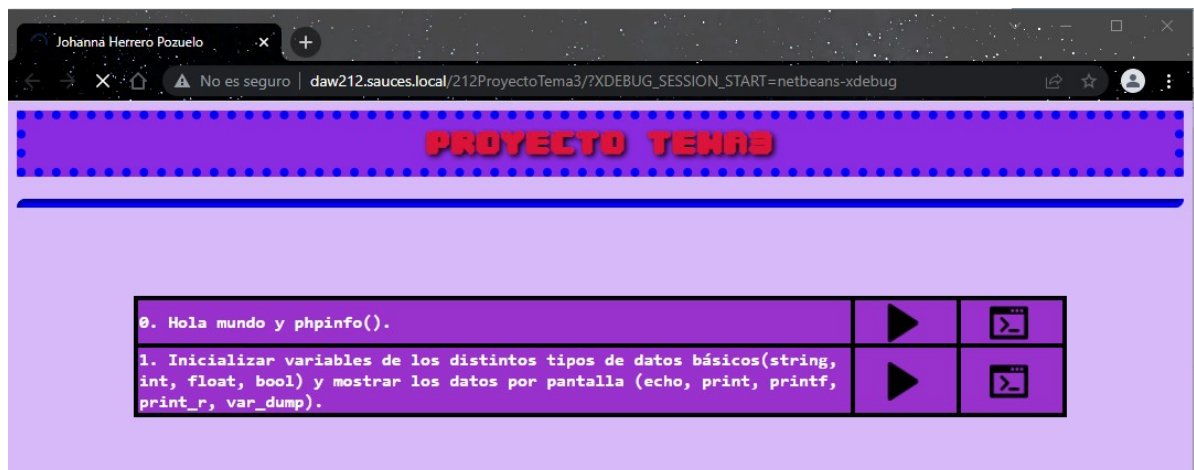 Johanna Herrero Pozuelo
No es seguro | daw212.sauces.local/212ProyectoTema3/?XDEBUG_SESSION_START=netbeans-xdebug
PROYECTO TEMA3
0. Hola mundo y phpinfo().
1. Inicializar variables de los distintos tipos de datos básicos(string,
int, float, bool) y mostrar los datos por pantalla (echo, print, printf,
print_r, var_dump).